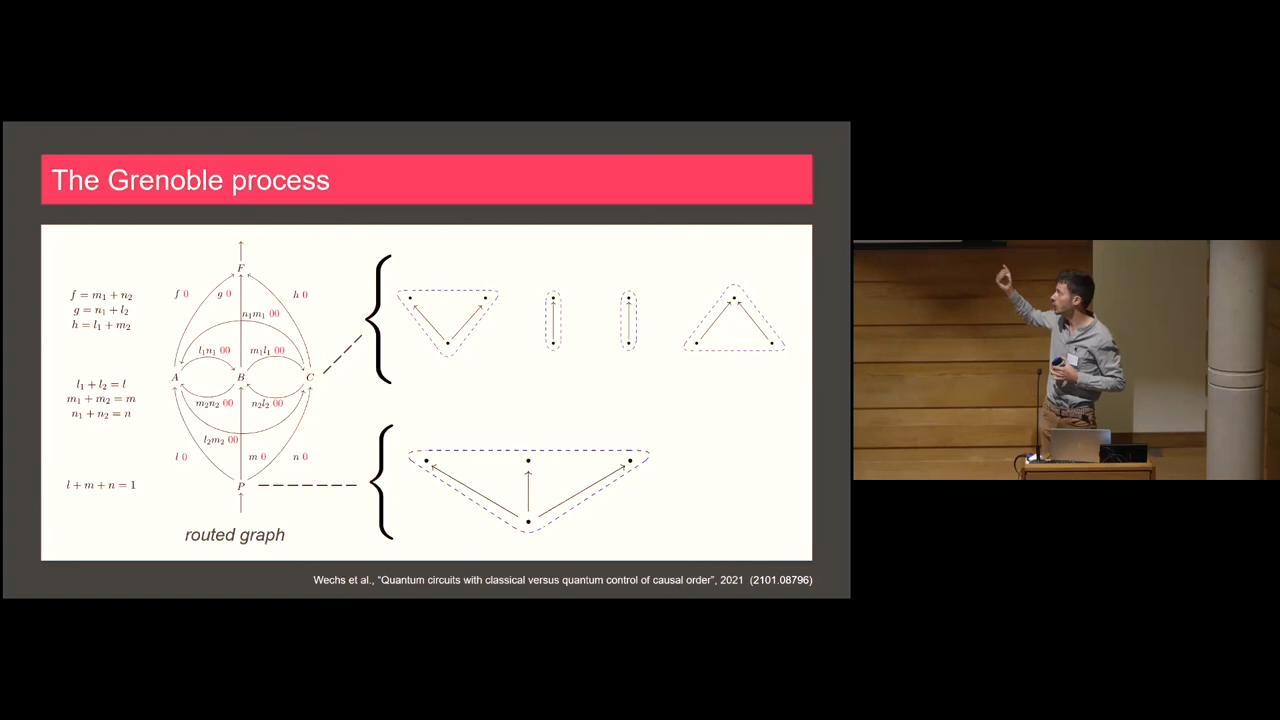 The Grenoble process
F
f = m₁ + n₂
g = n₁ + l₂
h = l₁ + m₂
f 0
g 0
h 0
n₁m₁ 00
l₁n₁ 00
m₁l₁ 00
A
B
C
l₁ + l₂ = l
m₁ + m₂ = m
n₁ + n₂ = n
m₂n₂ 00
n₂l₂ 00
l₂m₂ 00
l 0
m 0
n 0
l + m + n = 1
P
routed graph
Wechs et al., "Quantum circuits with classical versus quantum control of causal order", 2021 (2101.08796)